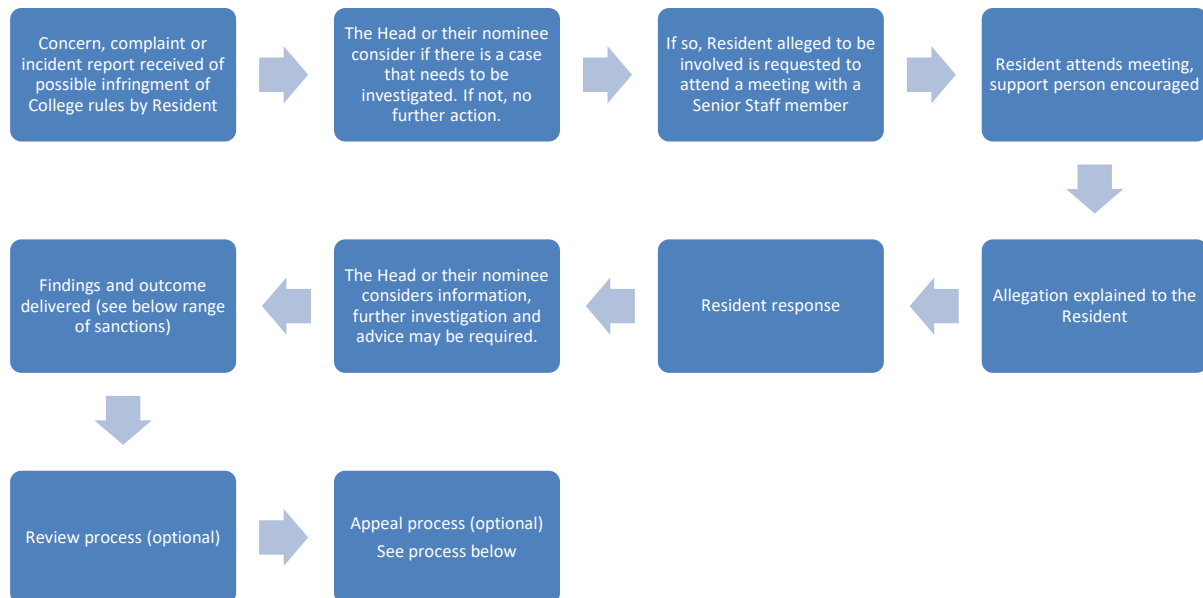 Concern, complaint or
incident report received of
possible infringment of
College rules by Resident
The Head or their nominee
consider if there is a case
that needs to be
investigated. If not, no
further action.
If so, Resident alleged to be
involved is requested to
attend a meeting with a
Senior Staff member
Resident attends meeting,
support person encouraged
Allegation explained to the
Resident
Resident response
The Head or their nominee
considers information,
further investigation and
advice may be required.
Findings and outcome
delivered (see below range
of sanctions)
Review process (optional)
Appeal process (optional)
See process below